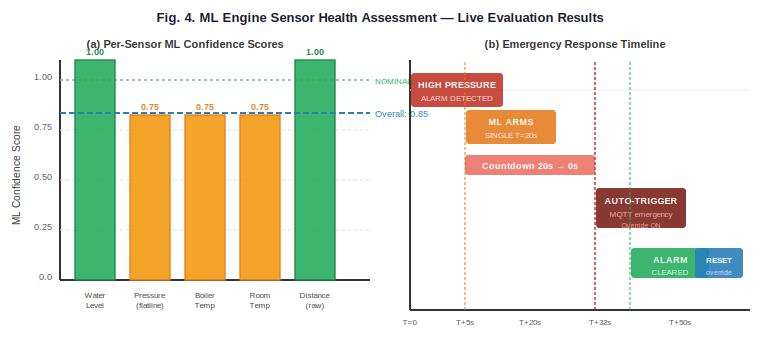 Fig. 4. ML Engine Sensor Health Assessment — Live Evaluation Results
(a) Per-Sensor ML Confidence Scores
1.00
0.75
0.75
0.75
1.00
NOMINAL
Overall: 0.85
ML Confidence Score
1.00
0.75
0.50
0.25
0.0
Water
Level
Pressure
(flatline)
Boiler
Temp
Room
Temp
Distance
(raw)
(b) Emergency Response Timeline
HIGH PRESSURE
ALARM DETECTED
ML ARMS
SINGLE T=20s
Countdown 20s → 0s
AUTO-TRIGGER
MQTT emergency
Override ON
ALARM
CLEARED
RESET
override
T=0
T+5s
T+20s
T+32s
T+50s